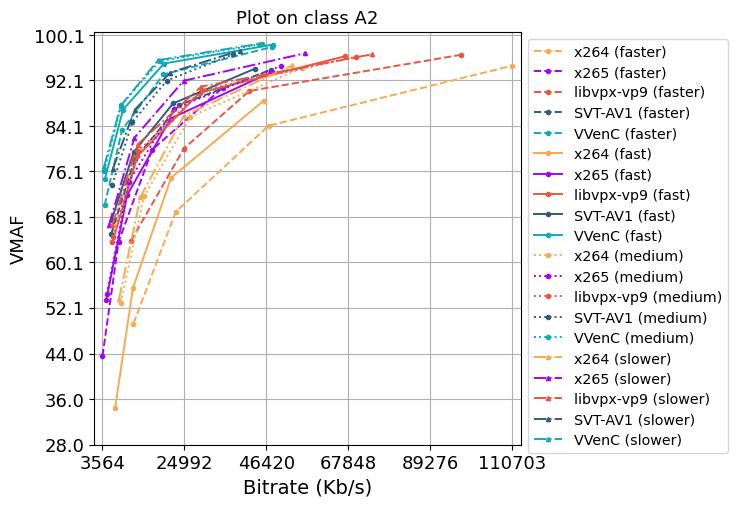 Plot on class A2
VMAF
100.1
92.1
84.1
76.1
68.1
60.1
52.1
44.0
36.0
28.0
3564 24992 46420 67848 89276 110703
Bitrate (Kb/s)
x264 (faster)
x265 (faster)
libvpx-vp9 (faster)
SVT-AV1 (faster)
VVenC (faster)
x264 (fast)
x265 (fast)
libvpx-vp9 (fast)
SVT-AV1 (fast)
VVenC (fast)
x264 (medium)
x265 (medium)
libvpx-vp9 (medium)
SVT-AV1 (medium)
VVenC (medium)
x264 (slower)
x265 (slower)
libvpx-vp9 (slower)
SVT-AV1 (slower)
VVenC (slower)